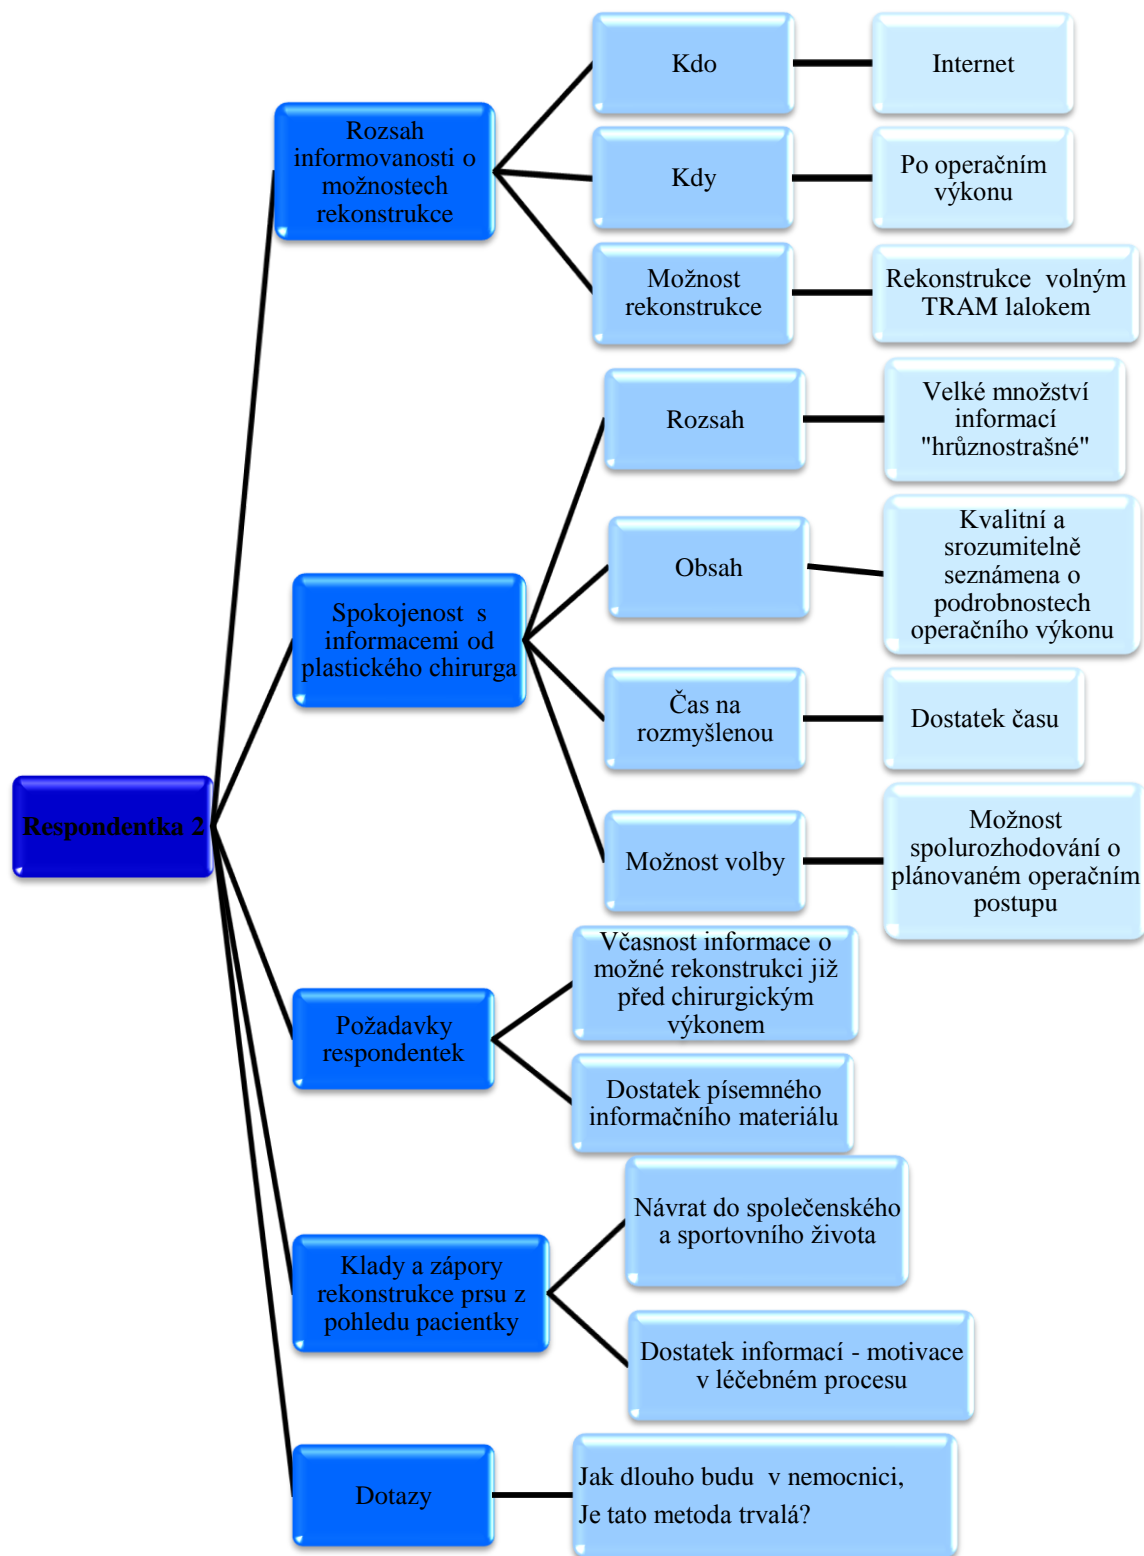 Respondentka 2
Rozsah
informovanosti o
možnostech
rekonstrukce
Kdo
Internet
Kdy
Po operačním
výkonu
Možnost
rekonstrukce
Rekonstrukce volným
TRAM lalokem
Spokojenost s
informacemi od
plastického chirurga
Rozsah
Velké množství
informací
"hrůznostrašné"
Obsah
Kvalitní a
srozumitelně
seznámena o
podrobnostech
operačního výkonu
Čas na
rozmyšlenou
Dostatek času
Možnost volby
Možnost
spolurozhodování o
plánovaném operačním
postupu
Požadavky
respondentek
Včasnost informace o
možné rekonstrukci již
před chirurgickým
výkonem
Dostatek písemného
informačního materiálu
Klady a zápory
rekonstrukce prsu z
pohledu pacientky
Návrat do společenského
a sportovního života
Dostatek informací - motivace
v léčebném procesu
Dotazy
Jak dlouho budu v nemocnici,
Je tato metoda trvalá?